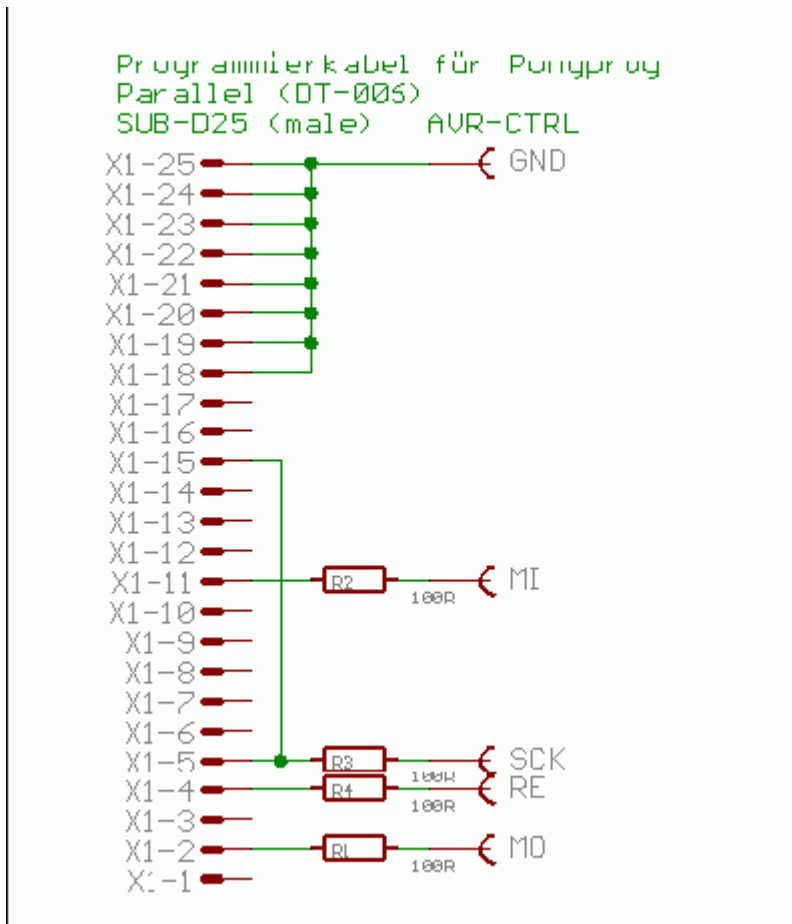 Programmierkabel für Ponyprog
Parallel (DT-006)
SUB-D25 (male) AVR-CTRL
X1-25 GND
X1-24
X1-23
X1-22
X1-21
X1-20
X1-19
X1-18
X1-17
X1-16
X1-15
X1-14
X1-13
X1-12
X1-11 R2 100R MI
X1-10
X1-9
X1-8
X1-7
X1-6
X1-5 R3 100R SCK
X1-4 R4 100R RE
X1-3
X1-2 R1 100R MO
X1-1